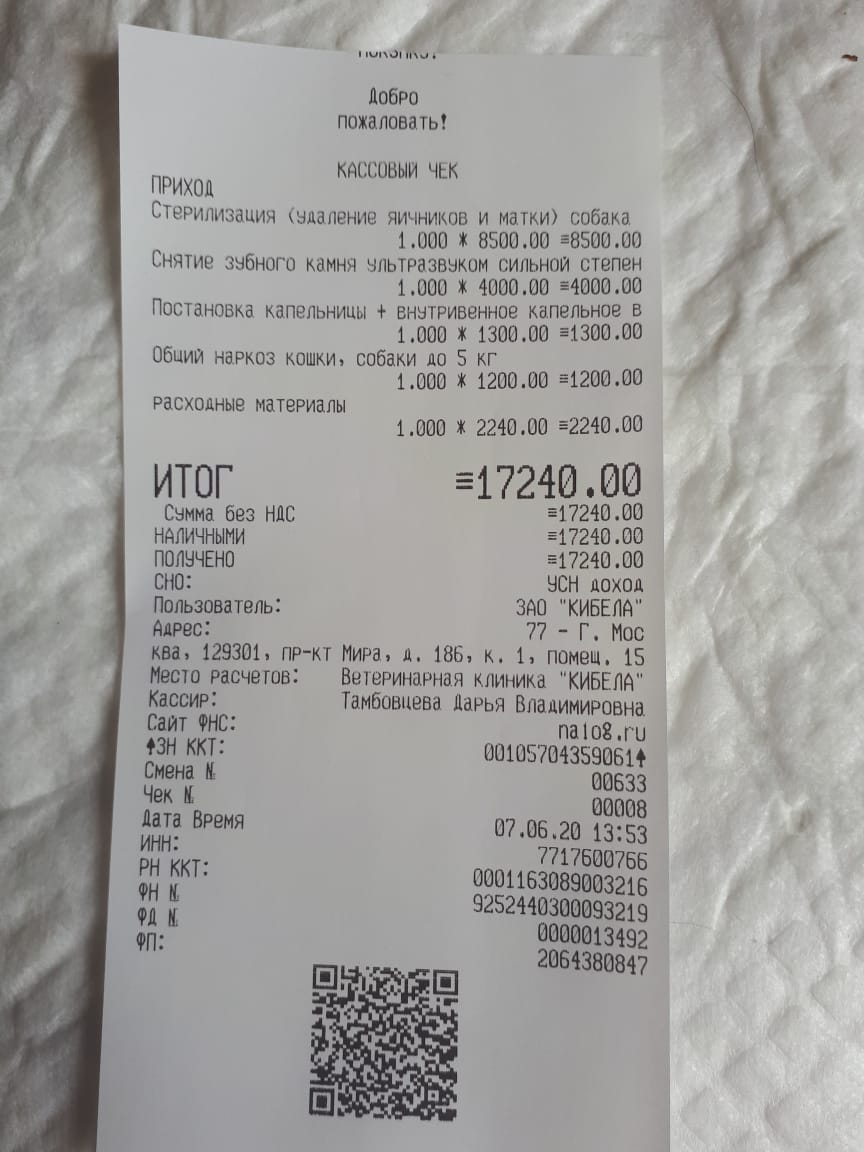 Добро
пожаловать!
КАССОВЫЙ ЧЕК
ПРИХОД
Стерилизация (удаление яичников и матки) собака
1.000 * 8500.00 ≡8500.00
Снятие зубного камня ультразвуком сильной степен
1.000 * 4000.00 ≡4000.00
Постановка капельницы + внутривенное капельное в
1.000 * 1300.00 ≡1300.00
Общий наркоз кошки, собаки до 5 кг
1.000 * 1200.00 ≡1200.00
расходные материалы
1.000 * 2240.00 ≡2240.00
ИТОГ ≡17240.00
Сумма без НДС ≡17240.00
НАЛИЧНЫМИ ≡17240.00
ПОЛУЧЕНО ≡17240.00
СНО: УСН доход
Пользователь: ЗАО "КИБЕЛА"
Адрес: 77 - Г. Мос
ква, 129301, пр-кт Мира, д. 186, к. 1, помещ. 15
Место расчетов: Ветеринарная клиника "КИБЕЛА"
Кассир: Тамбовцева Дарья Владимировна
Сайт ФНС: nalog.ru
↑ЗН ККТ: 00105704359061↑
Смена № 00633
Чек № 00008
Дата Время 07.06.20 13:53
ИНН: 7717600766
РН ККТ: 0001163089003216
ФН № 9252440300093219
ФД № 0000013492
ФП: 2064380847